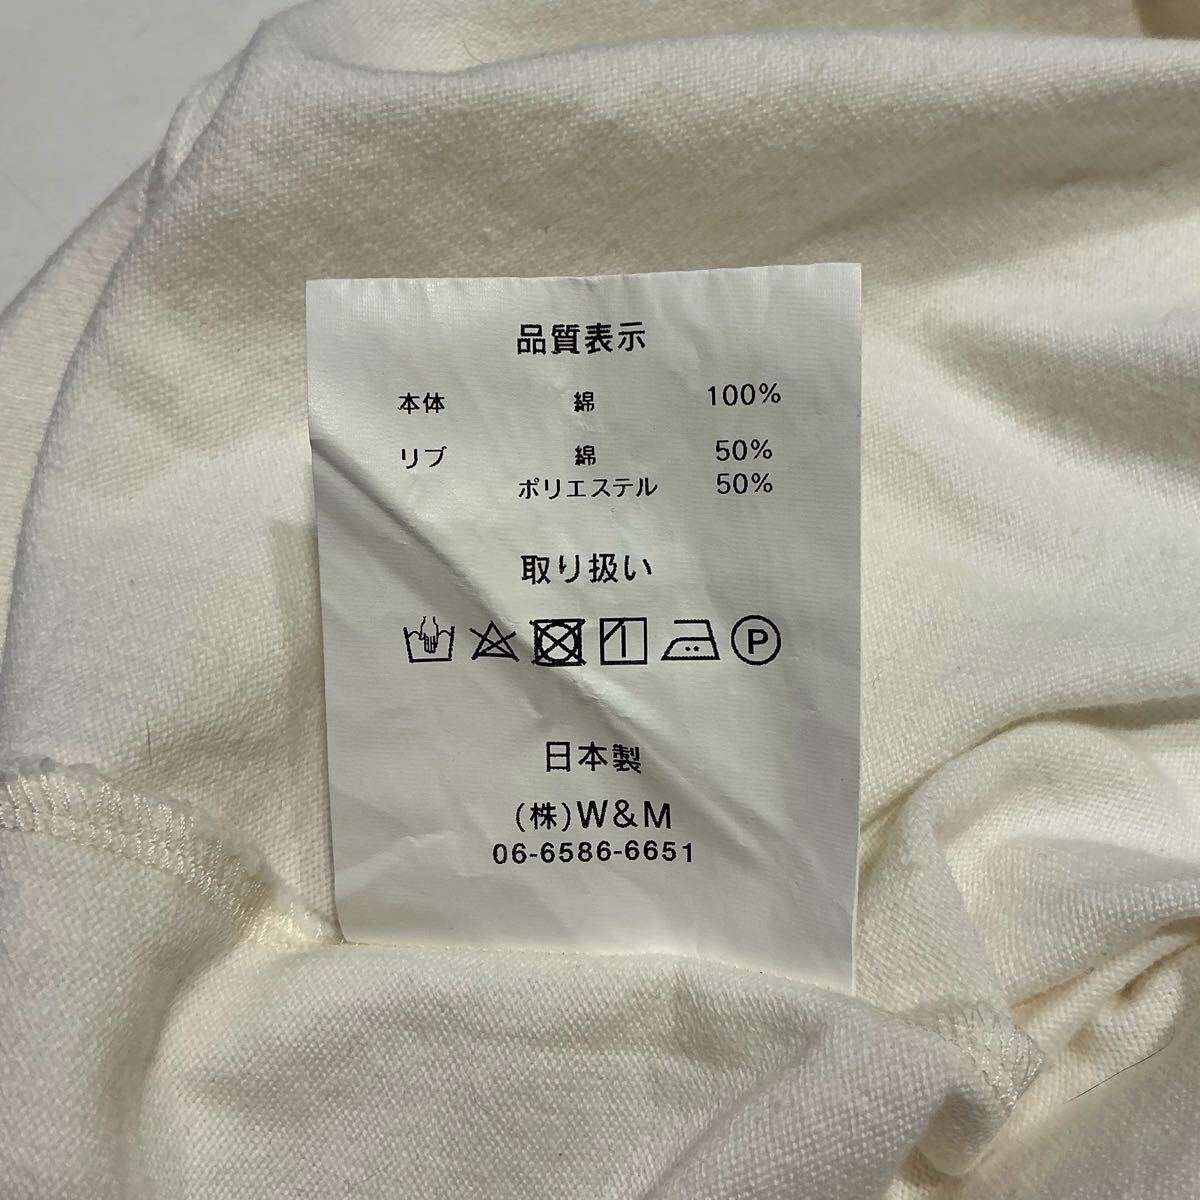 品質表示
本体 綿 100%
リブ 綿 50%
ポリエステル 50%
取り扱い
P
日本製
(株)W&M
06-6586-6651